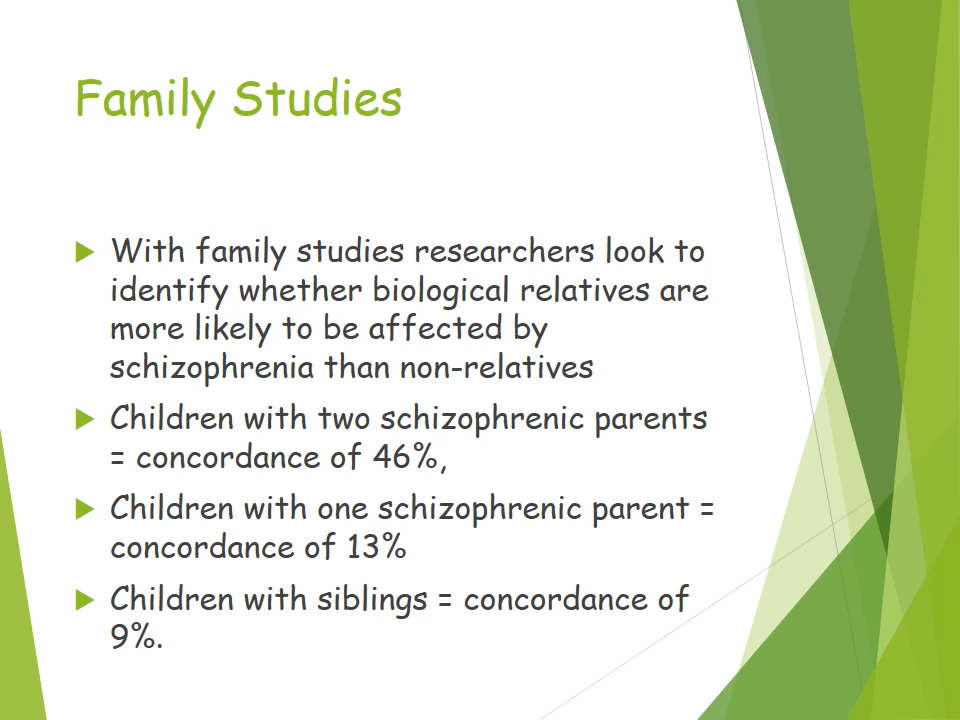 Family Studies
With family studies researchers look to
identify whether biological relatives are
more likely to be affected by
schizophrenia than non-relatives
Children with two schizophrenic parents
= concordance of 46%,
Children with one schizophrenic parent =
concordance of 13%
Children with siblings = concordance of
9%.